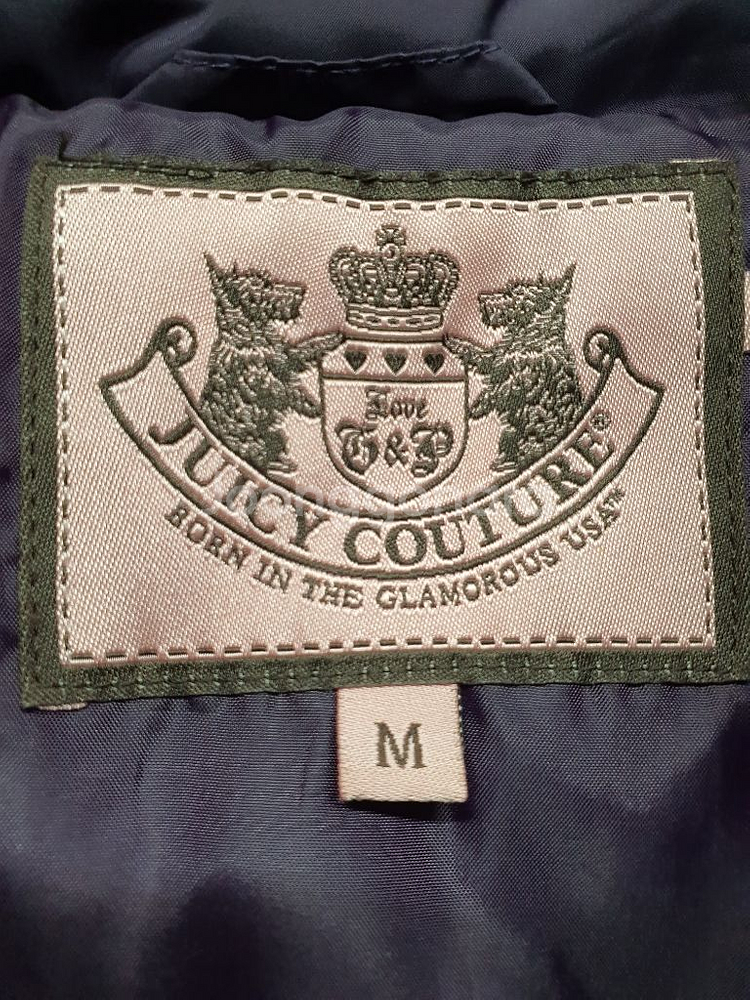 Love
G&P
JUICY COUTURE®
BORN IN THE GLAMOROUS USA™
M